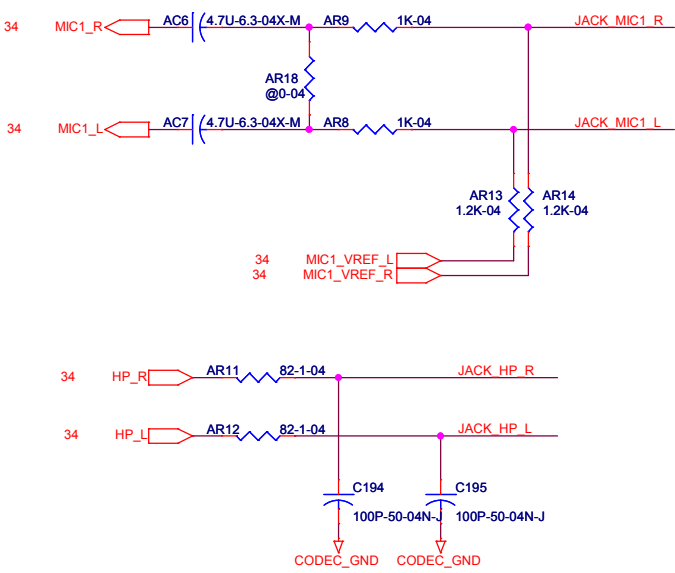 34 MIC1_R AC6 4.7U-6.3-04X-M AR9 1K-04 JACK_MIC1_R
AR18
@0-04
34 MIC1_L AC7 4.7U-6.3-04X-M AR8 1K-04 JACK_MIC1_L
AR13 AR14
1.2K-04 1.2K-04
34 MIC1_VREF_L
34 MIC1_VREF_R
34 HP_R AR11 82-1-04 JACK_HP_R
34 HP_L AR12 82-1-04 JACK_HP_L
C194 C195
100P-50-04N-J 100P-50-04N-J
CODEC_GND CODEC_GND